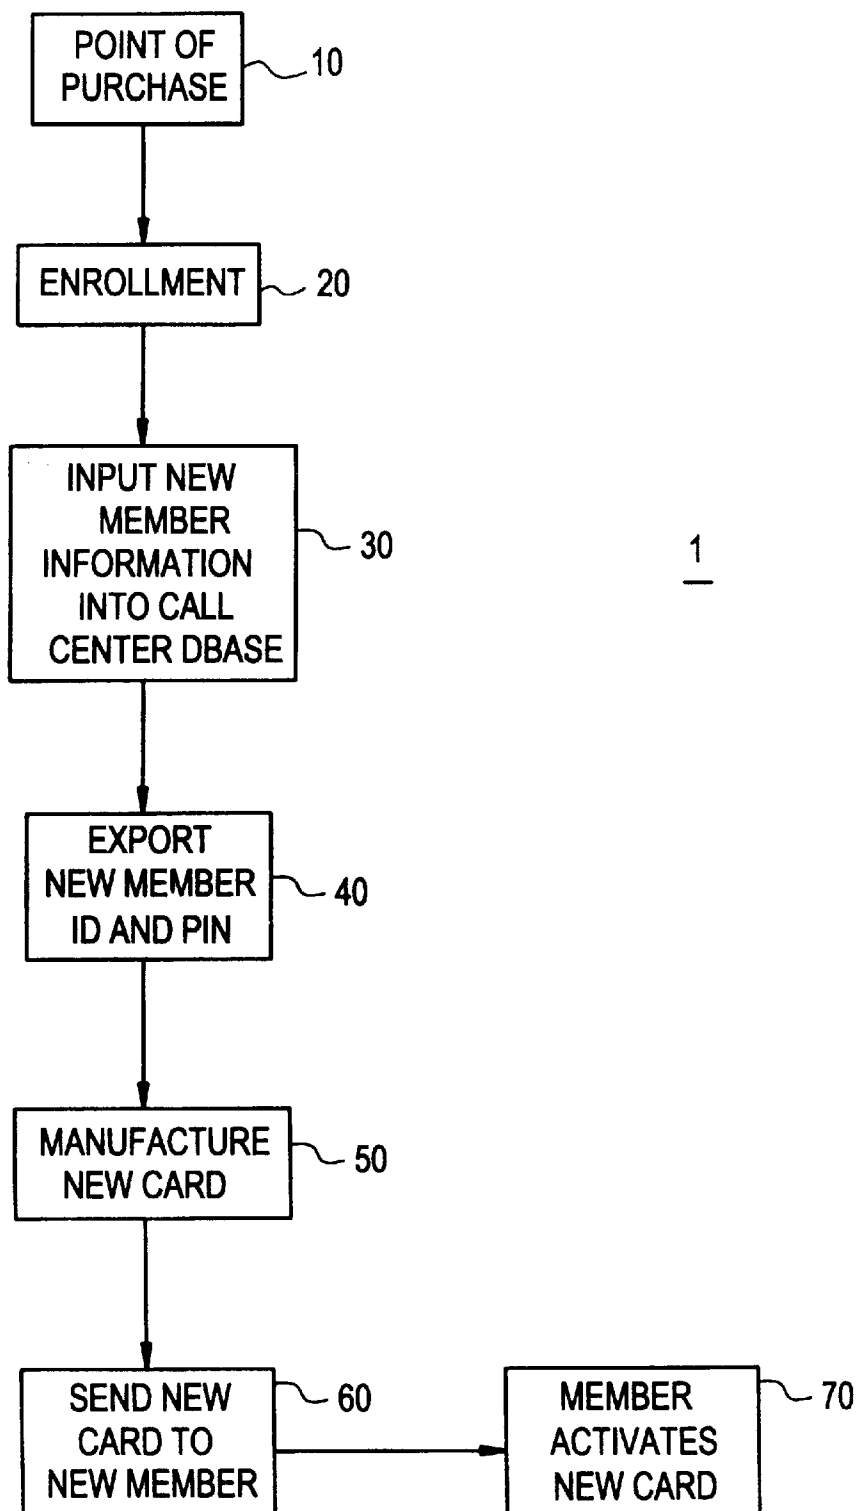 POINT OF
PURCHASE
10
ENROLLMENT
20
INPUT NEW
MEMBER
INFORMATION
INTO CALL
CENTER DBASE
30
1
EXPORT
NEW MEMBER
ID AND PIN
40
MANUFACTURE
NEW CARD
50
SEND NEW
CARD TO
NEW MEMBER
60
MEMBER
ACTIVATES
NEW CARD
70